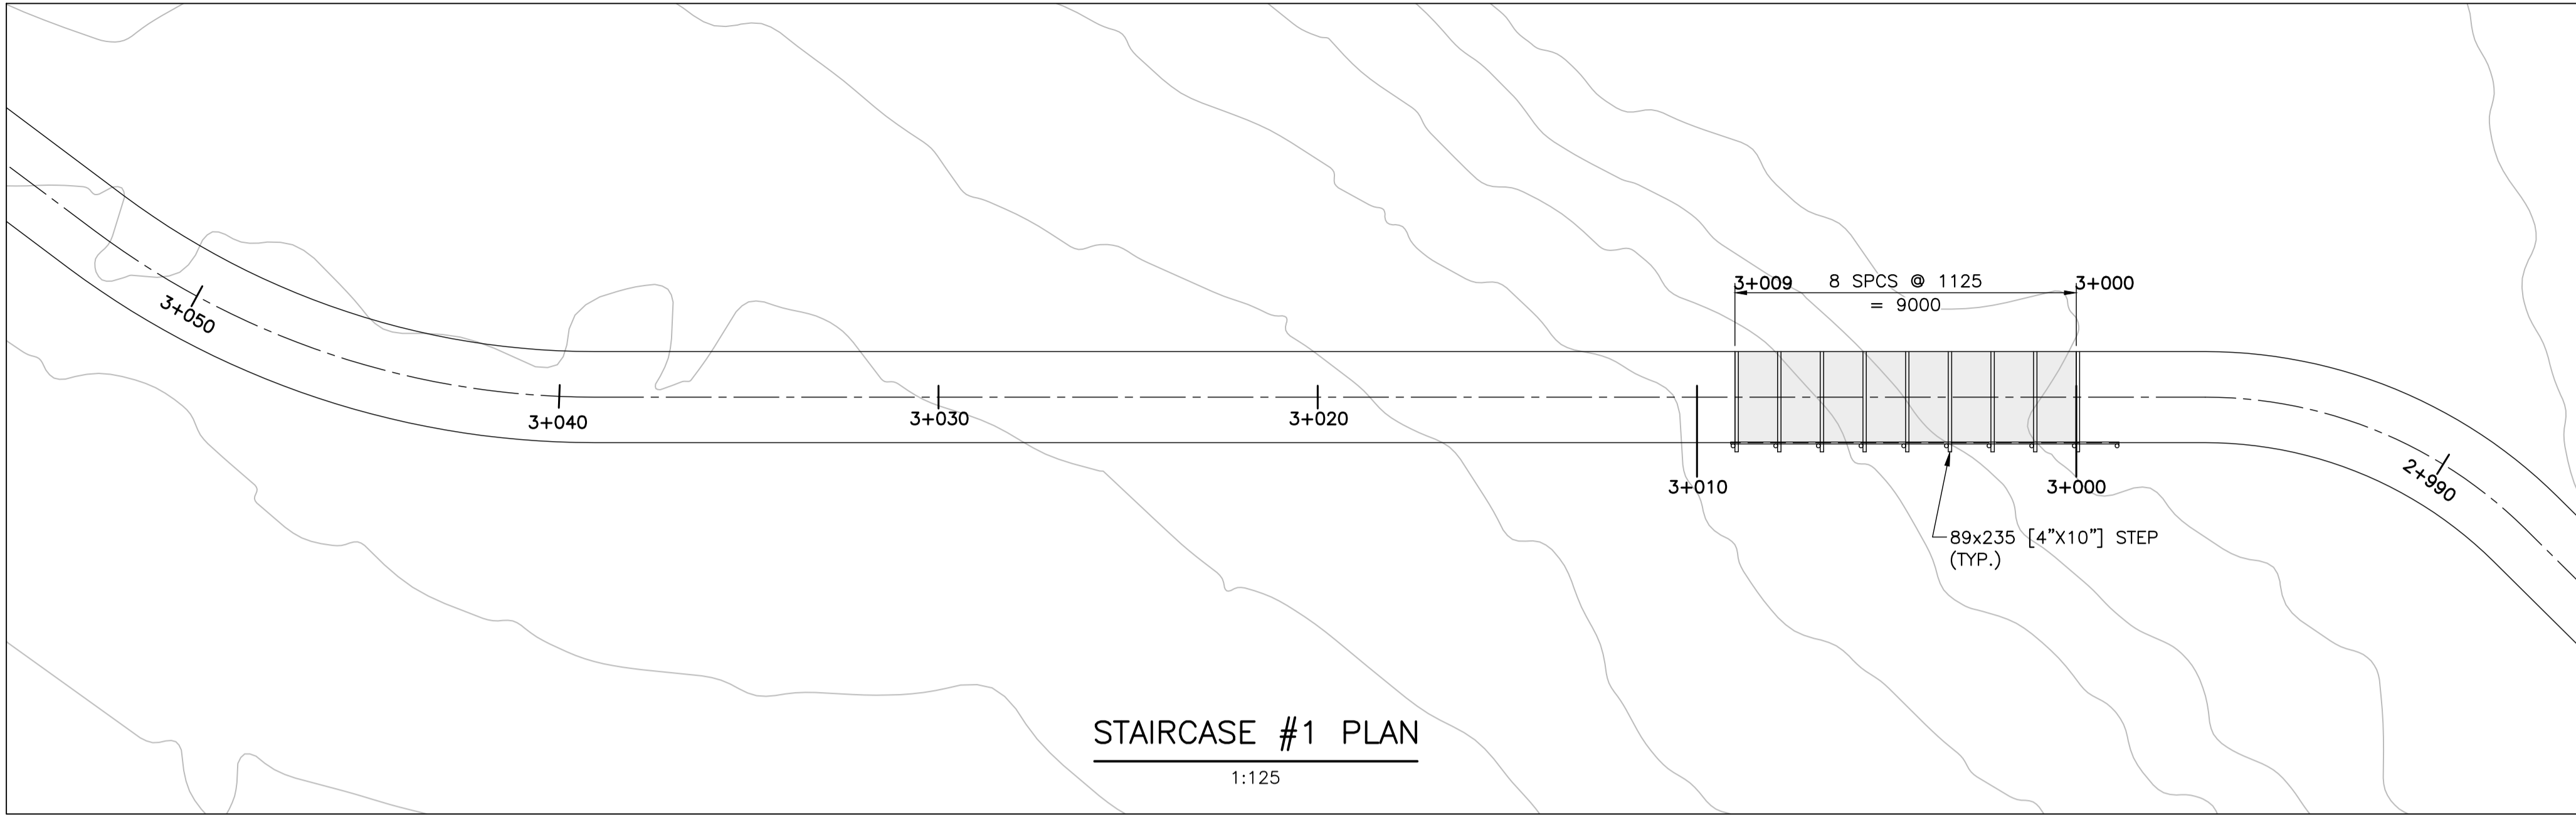 3+009
8 SPCS @ 1125
= 9000
3+000
3+050
3+040
3+030
3+020
3+010
3+000
2+990
89x235 [4”X10”] STEP
(TYP.)
STAIRCASE #1 PLAN
1:125